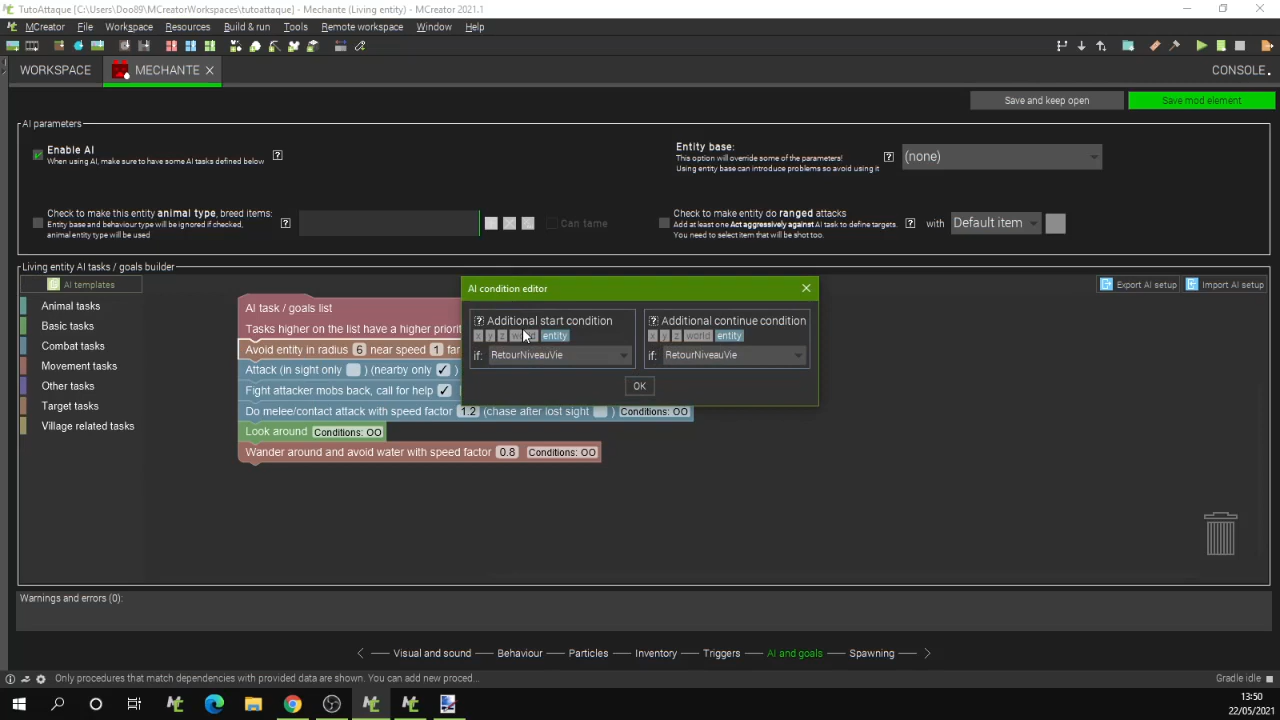 TutoAttaque [C:\Users\Doo89\MCreatorWorkspaces\tutoattaque] - Mechante (Living entity) - MCreator 2021.1
MCreator File Workspace Resources Build & run Tools Remote workspace Window Help
WORKSPACE MECHANTE CONSOLE
Save and keep open Save mod element
AI parameters
Enable AI
When using AI, make sure to have some AI tasks defined below
Entity base:
This option will override some of the parameters!
Using entity base can introduce problems so avoid using it
(none)
Check to make this entity animal type, breed items:
Entity base and behaviour type will be ignored if checked,
animal entity type will be used
Can tame
Check to make entity do ranged attacks
Add at least one Act aggressively against AI task to define targets.
You need to select item that will be shot too.
with Default item
Living entity AI tasks / goals builder
AI templates
Export AI setup Import AI setup
Animal tasks
Basic tasks
Combat tasks
Movement tasks
Other tasks
Target tasks
Village related tasks
AI task / goals list
Tasks higher on the list have a higher priorit
Avoid entity in radius 6 near speed 1 far
Attack (in sight only ) (nearby only ✓ )
Fight attacker mobs back, call for help ✓
Do melee/contact attack with speed factor 1.2 (chase after lost sight ) Conditions: OO
Look around Conditions: OO
Wander around and avoid water with speed factor 0.8 Conditions: OO
AI condition editor
Additional start condition
x y z entity
if: RetourNiveauVie
Additional continue condition
x y z world entity
if: RetourNiveauVie
OK
Warnings and errors (0):
Visual and sound Behaviour Particles Inventory Triggers AI and goals Spawning
Only procedures that match dependencies with provided data are shown. You can add new proced...
Gradle idle
13:50
22/05/2021